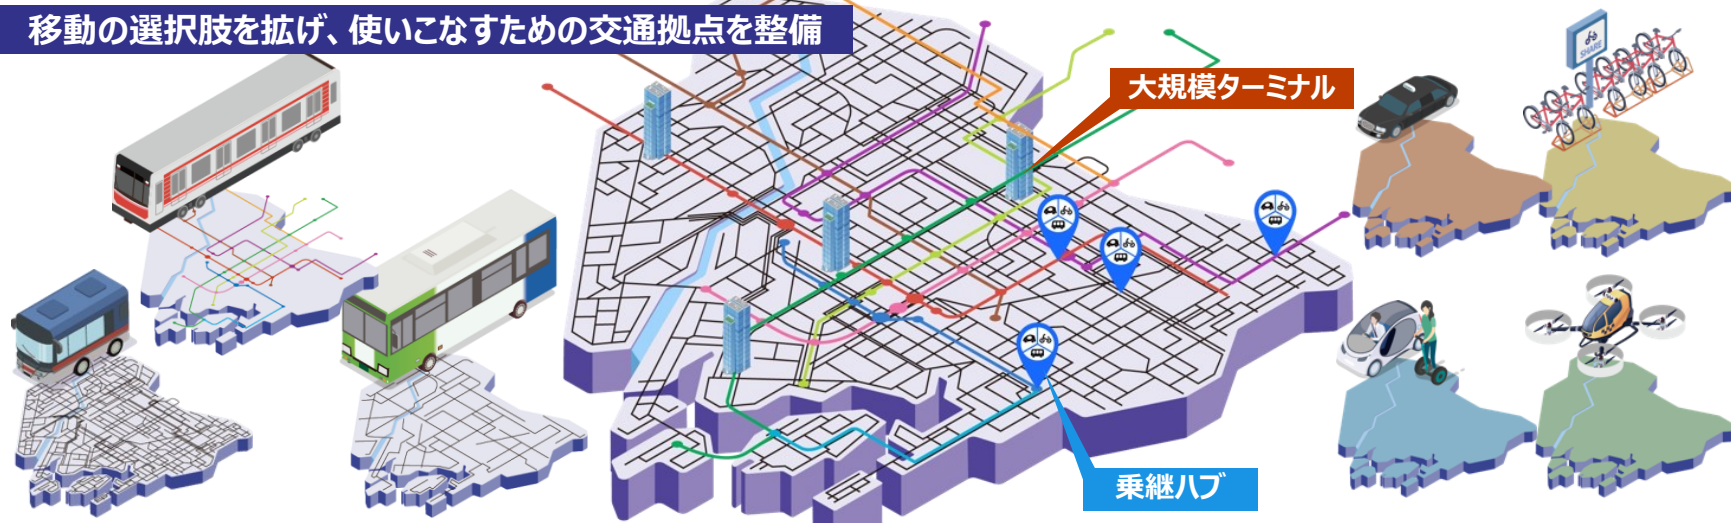 移動の選択肢を拡げ、使いこなすための交通拠点を整備
大規模ターミナル
SHARE
乗継ハブ